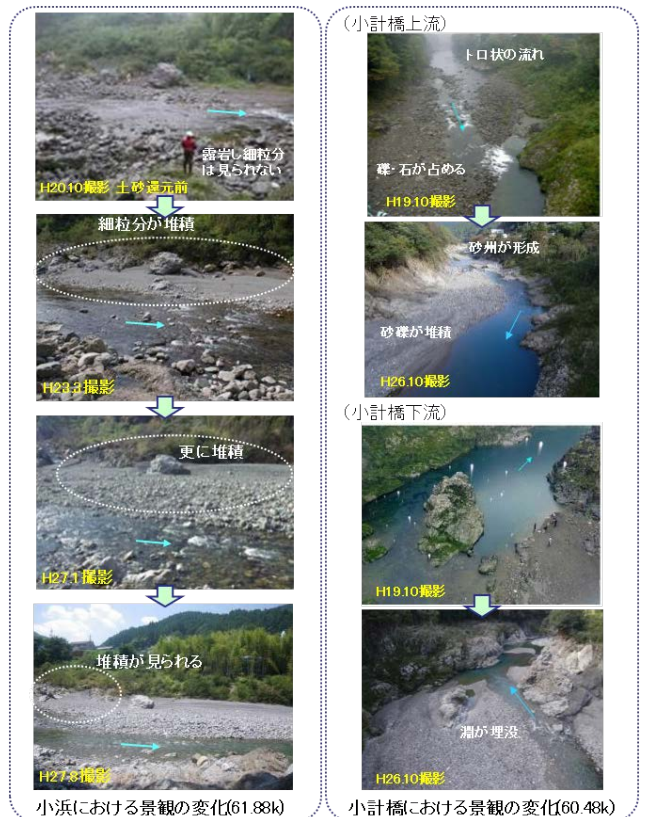 露岩し細粒分
は見られない
H20.10撮影 土砂還元前
細粒分が堆積
H23.3撮影
更に堆積
H27.1撮影
堆積が見られる
H27.8撮影
小浜における景観の変化(61.88k)
(小計橋上流)
トロ状の流れ
礫・石が占める
H19.10撮影
砂州が形成
砂礫が堆積
H26.10撮影
(小計橋下流)
H19.10撮影
淵が埋没
H26.10撮影
小計橋における景観の変化(60.48k)